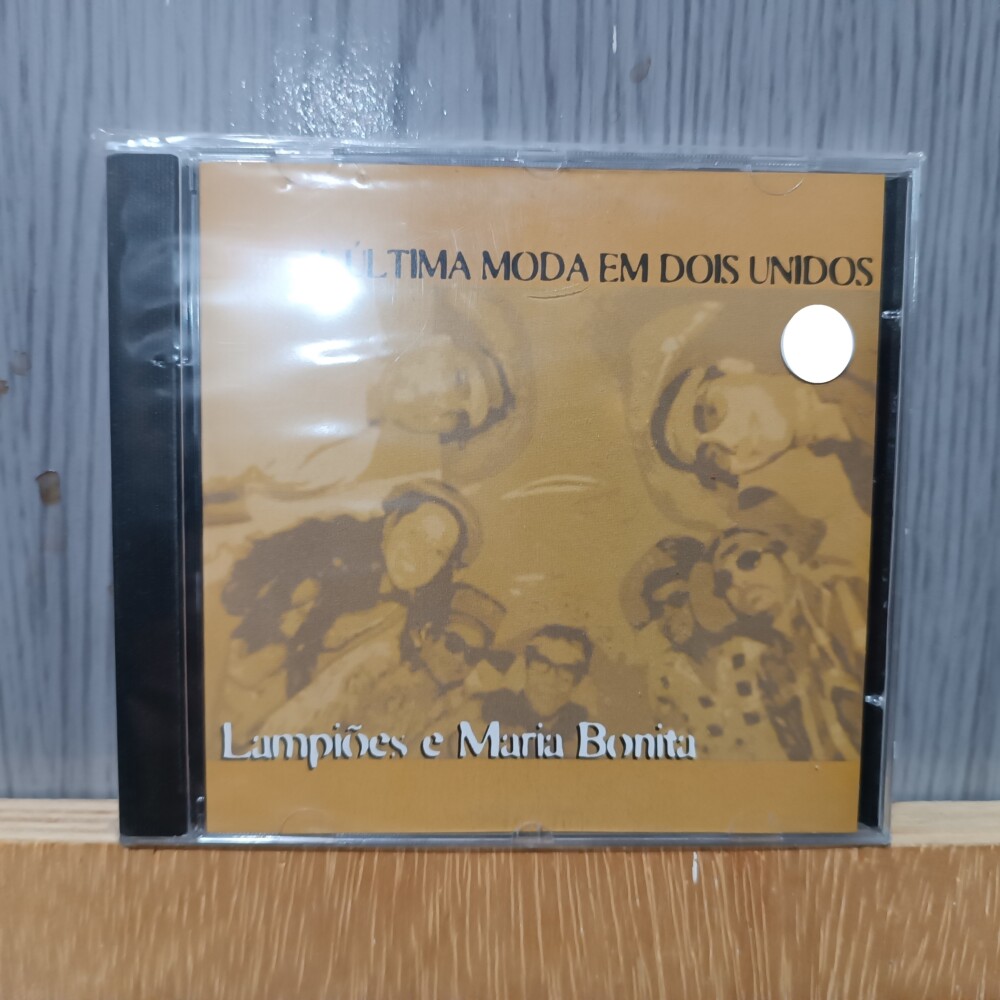 ÚLTIMA MODA EM DOIS UNIDOS
Lampiões e Maria Bonita